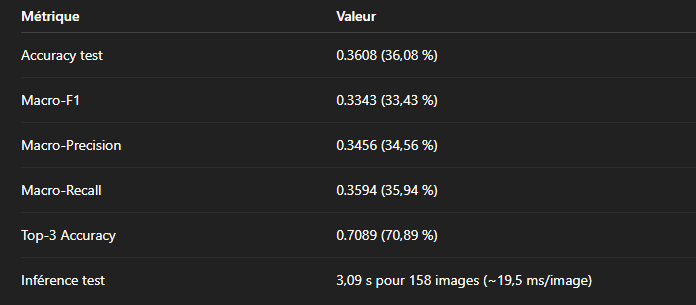 Métrique Valeur
Accuracy test 0.3608 (36,08 %)
Macro-F1 0.3343 (33,43 %)
Macro-Precision 0.3456 (34,56 %)
Macro-Recall 0.3594 (35,94 %)
Top-3 Accuracy 0.7089 (70,89 %)
Inférence test 3,09 s pour 158 images (~19,5 ms/image)